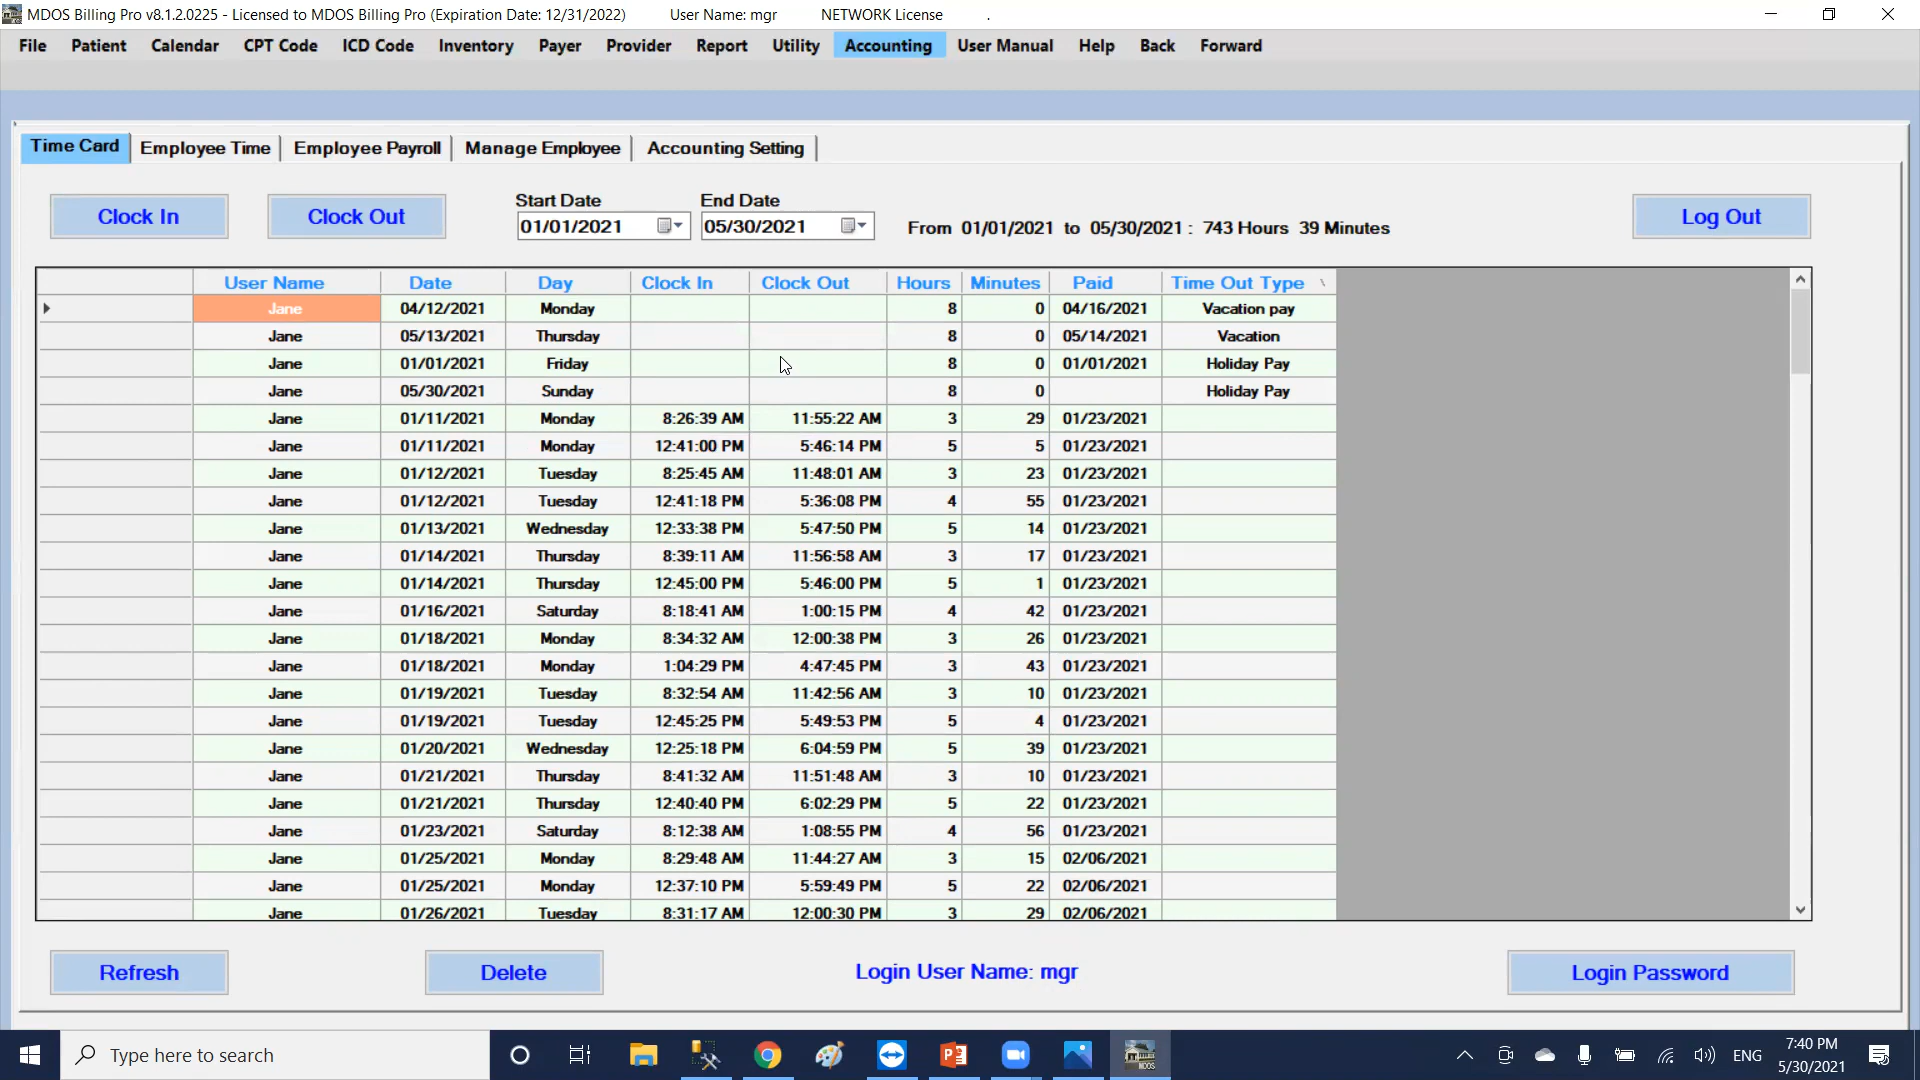 MDOS Billing Pro v8.1.2.0225 - Licensed to MDOS Billing Pro (Expiration Date: 12/31/2022) User Name: mgr NETWORK License .
File Patient Calendar CPT Code ICD Code Inventory Payer Provider Report Utility Accounting User Manual Help Back Forward
Time Card Employee Time Employee Payroll Manage Employee Accounting Setting
Start Date End Date
Clock In Clock Out 01/01/2021 05/30/2021 From 01/01/2021 to 05/30/2021 : 743 Hours 39 Minutes Log Out
User Name Date Day Clock In Clock Out Hours Minutes Paid Time Out Type
Jane 04/12/2021 Monday 8 0 04/16/2021 Vacation pay
Jane 05/13/2021 Thursday 8 0 05/14/2021 Vacation
Jane 01/01/2021 Friday 8 0 01/01/2021 Holiday Pay
Jane 05/30/2021 Sunday 8 0 Holiday Pay
Jane 01/11/2021 Monday 8:26:39 AM 11:55:22 AM 3 29 01/23/2021
Jane 01/11/2021 Monday 12:41:00 PM 5:46:14 PM 5 5 01/23/2021
Jane 01/12/2021 Tuesday 8:25:45 AM 11:48:01 AM 3 23 01/23/2021
Jane 01/12/2021 Tuesday 12:41:18 PM 5:36:08 PM 4 55 01/23/2021
Jane 01/13/2021 Wednesday 12:33:38 PM 5:47:50 PM 5 14 01/23/2021
Jane 01/14/2021 Thursday 8:39:11 AM 11:56:58 AM 3 17 01/23/2021
Jane 01/14/2021 Thursday 12:45:00 PM 5:46:00 PM 5 1 01/23/2021
Jane 01/16/2021 Saturday 8:18:41 AM 1:00:15 PM 4 42 01/23/2021
Jane 01/18/2021 Monday 8:34:32 AM 12:00:38 PM 3 26 01/23/2021
Jane 01/18/2021 Monday 1:04:29 PM 4:47:45 PM 3 43 01/23/2021
Jane 01/19/2021 Tuesday 8:32:54 AM 11:42:56 AM 3 10 01/23/2021
Jane 01/19/2021 Tuesday 12:45:25 PM 5:49:53 PM 5 4 01/23/2021
Jane 01/20/2021 Wednesday 12:25:18 PM 6:04:59 PM 5 39 01/23/2021
Jane 01/21/2021 Thursday 8:41:32 AM 11:51:48 AM 3 10 01/23/2021
Jane 01/21/2021 Thursday 12:40:40 PM 6:02:29 PM 5 22 01/23/2021
Jane 01/23/2021 Saturday 8:12:38 AM 1:08:55 PM 4 56 01/23/2021
Jane 01/25/2021 Monday 8:29:48 AM 11:44:27 AM 3 15 02/06/2021
Jane 01/25/2021 Monday 12:37:10 PM 5:59:49 PM 5 22 02/06/2021
Jane 01/26/2021 Tuesday 8:31:17 AM 12:00:30 PM 3 29 02/06/2021
Refresh Delete Login User Name: mgr Login Password
Type here to search ENG 7:40 PM
5/30/2021